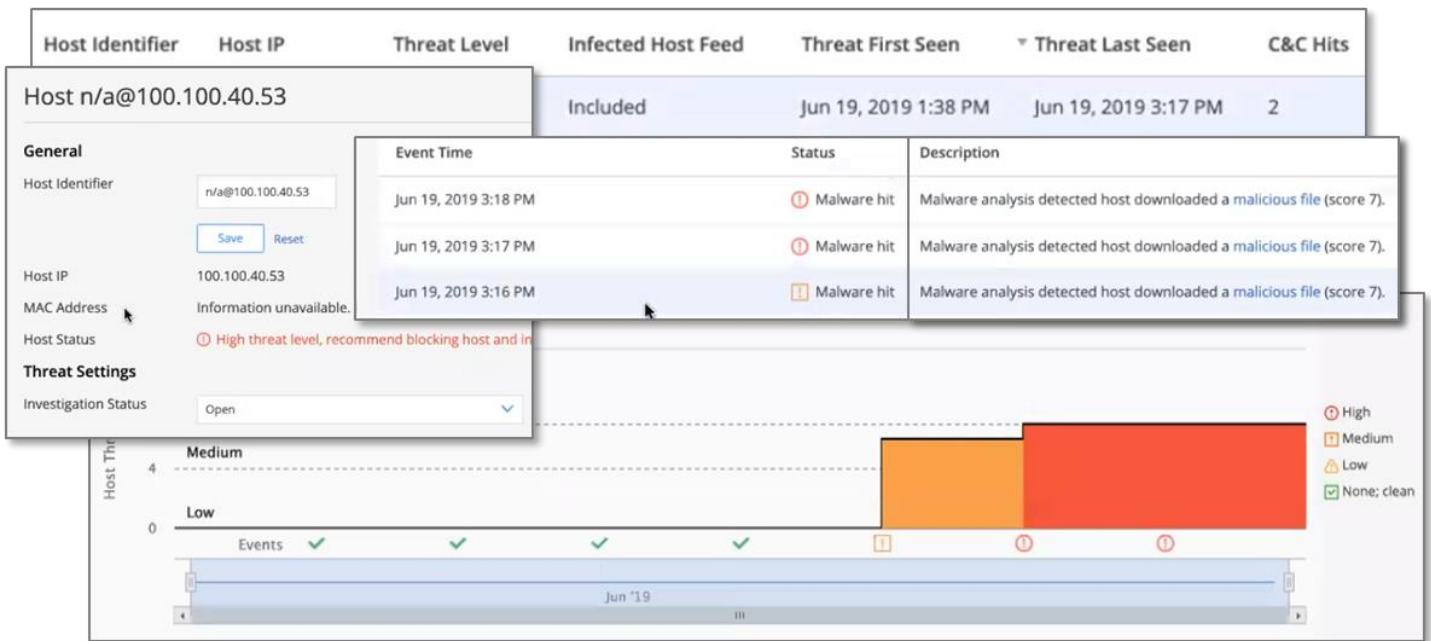 Host Identifier Host IP Threat Level Infected Host Feed Threat First Seen Threat Last Seen C&C Hits
Included Jun 19, 2019 1:38 PM Jun 19, 2019 3:17 PM 2
Host n/a@100.100.40.53
General
Host Identifier n/a@100.100.40.53
Save Reset
Host IP 100.100.40.53
MAC Address Information unavailable.
Host Status High threat level, recommend blocking host and in
Threat Settings
Investigation Status Open
Event Time Status Description
Jun 19, 2019 3:18 PM Malware hit Malware analysis detected host downloaded a malicious file (score 7).
Jun 19, 2019 3:17 PM Malware hit Malware analysis detected host downloaded a malicious file (score 7).
Jun 19, 2019 3:16 PM Malware hit Malware analysis detected host downloaded a malicious file (score 7).
Host Thr
Medium
4
Low
0
Events
Jun '19
High
Medium
Low
None; clean